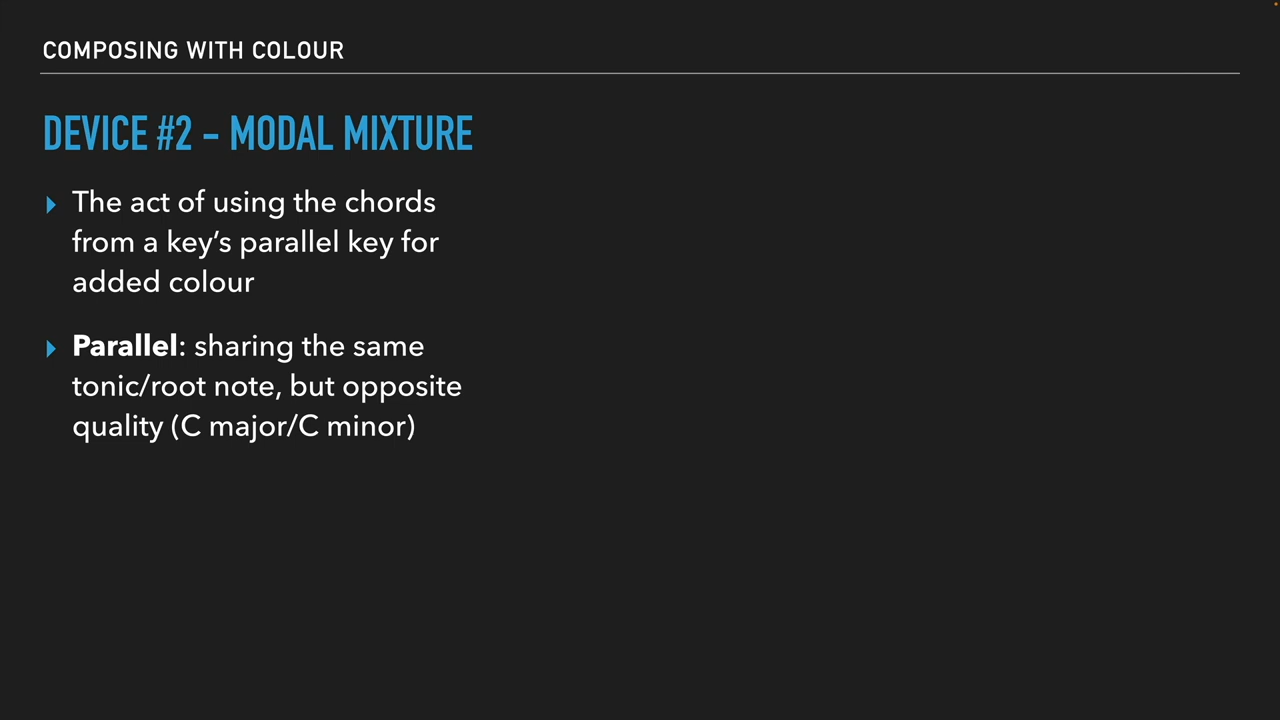 COMPOSING WITH COLOUR
DEVICE #2 - MODAL MIXTURE
The act of using the chords
from a key’s parallel key for
added colour
Parallel: sharing the same
tonic/root note, but opposite
quality (C major/C minor)